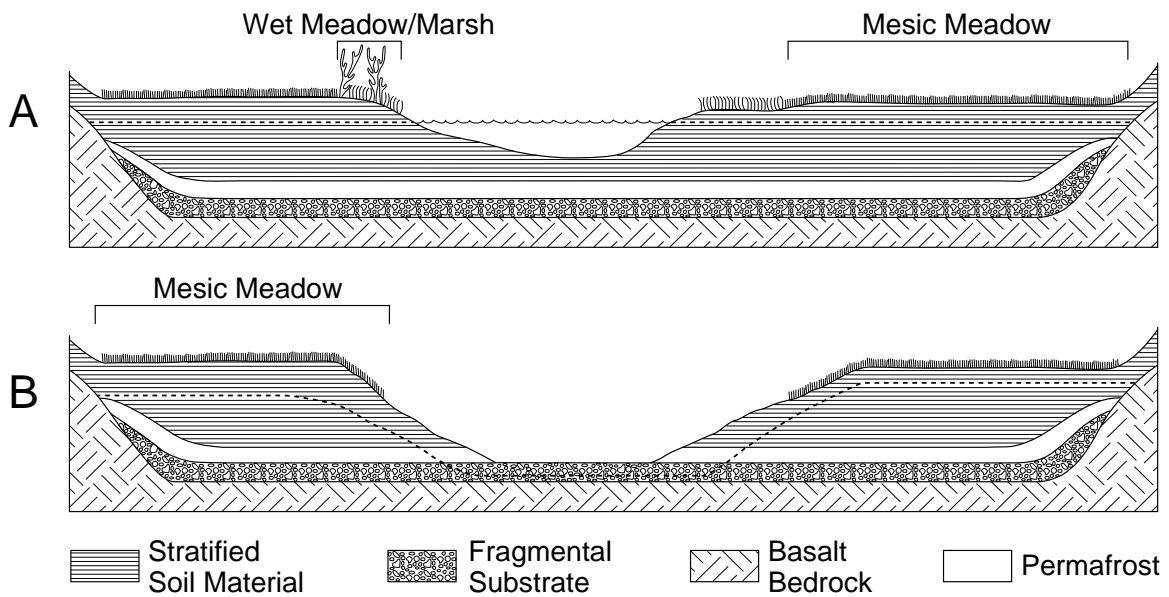 Wet Meadow/Marsh
Mesic Meadow
A
Mesic Meadow
B
Stratified
Soil Material
Fragmental
Substrate
Basalt
Bedrock
Permafrost